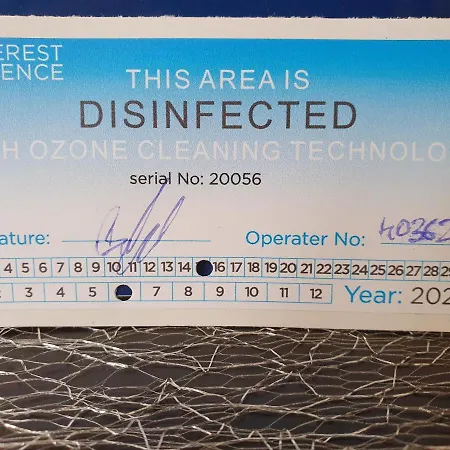 EREST
ENCE
THIS AREA IS
DISINFECTED
H OZONE CLEANING TECHNOLO
serial No: 20056
ature:
Operater No: 40362
4 5 6 7 8 9 10 11 12 13 14 16 17 18 19 20 21 22 23 24 25 26 27 28 29
3 4 5 7 8 9 10 11 12 Year: 202